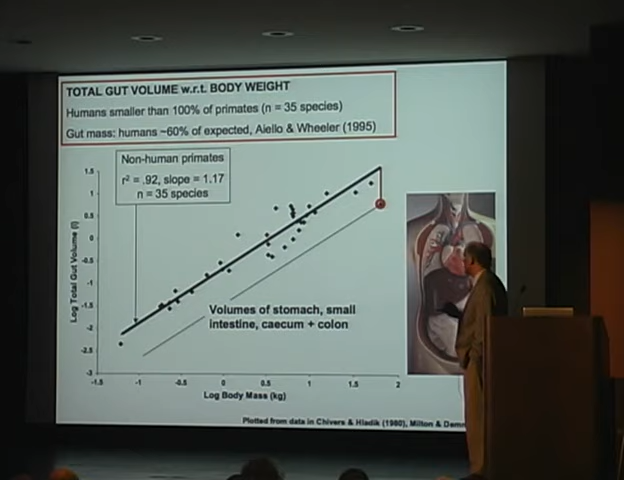 TOTAL GUT VOLUME w.r.t. BODY WEIGHT
Humans smaller than 100% of primates (n = 35 species)
Gut mass: humans ~60% of expected, Aiello & Wheeler (1995)
Non-human primates
r² = .92, slope = 1.17
n = 35 species
Log Total Gut Volume (l)
1.5
1
0.5
0
-0.5
-1
-1.5
-2
-2.5
-3
Volumes of stomach, small
intestine, caecum + colon
-1.5 -1 -0.5 0 0.5 1 1.5 2
Log Body Mass (kg)
Plotted from data in Chivers & Hladik (1980), Milton &